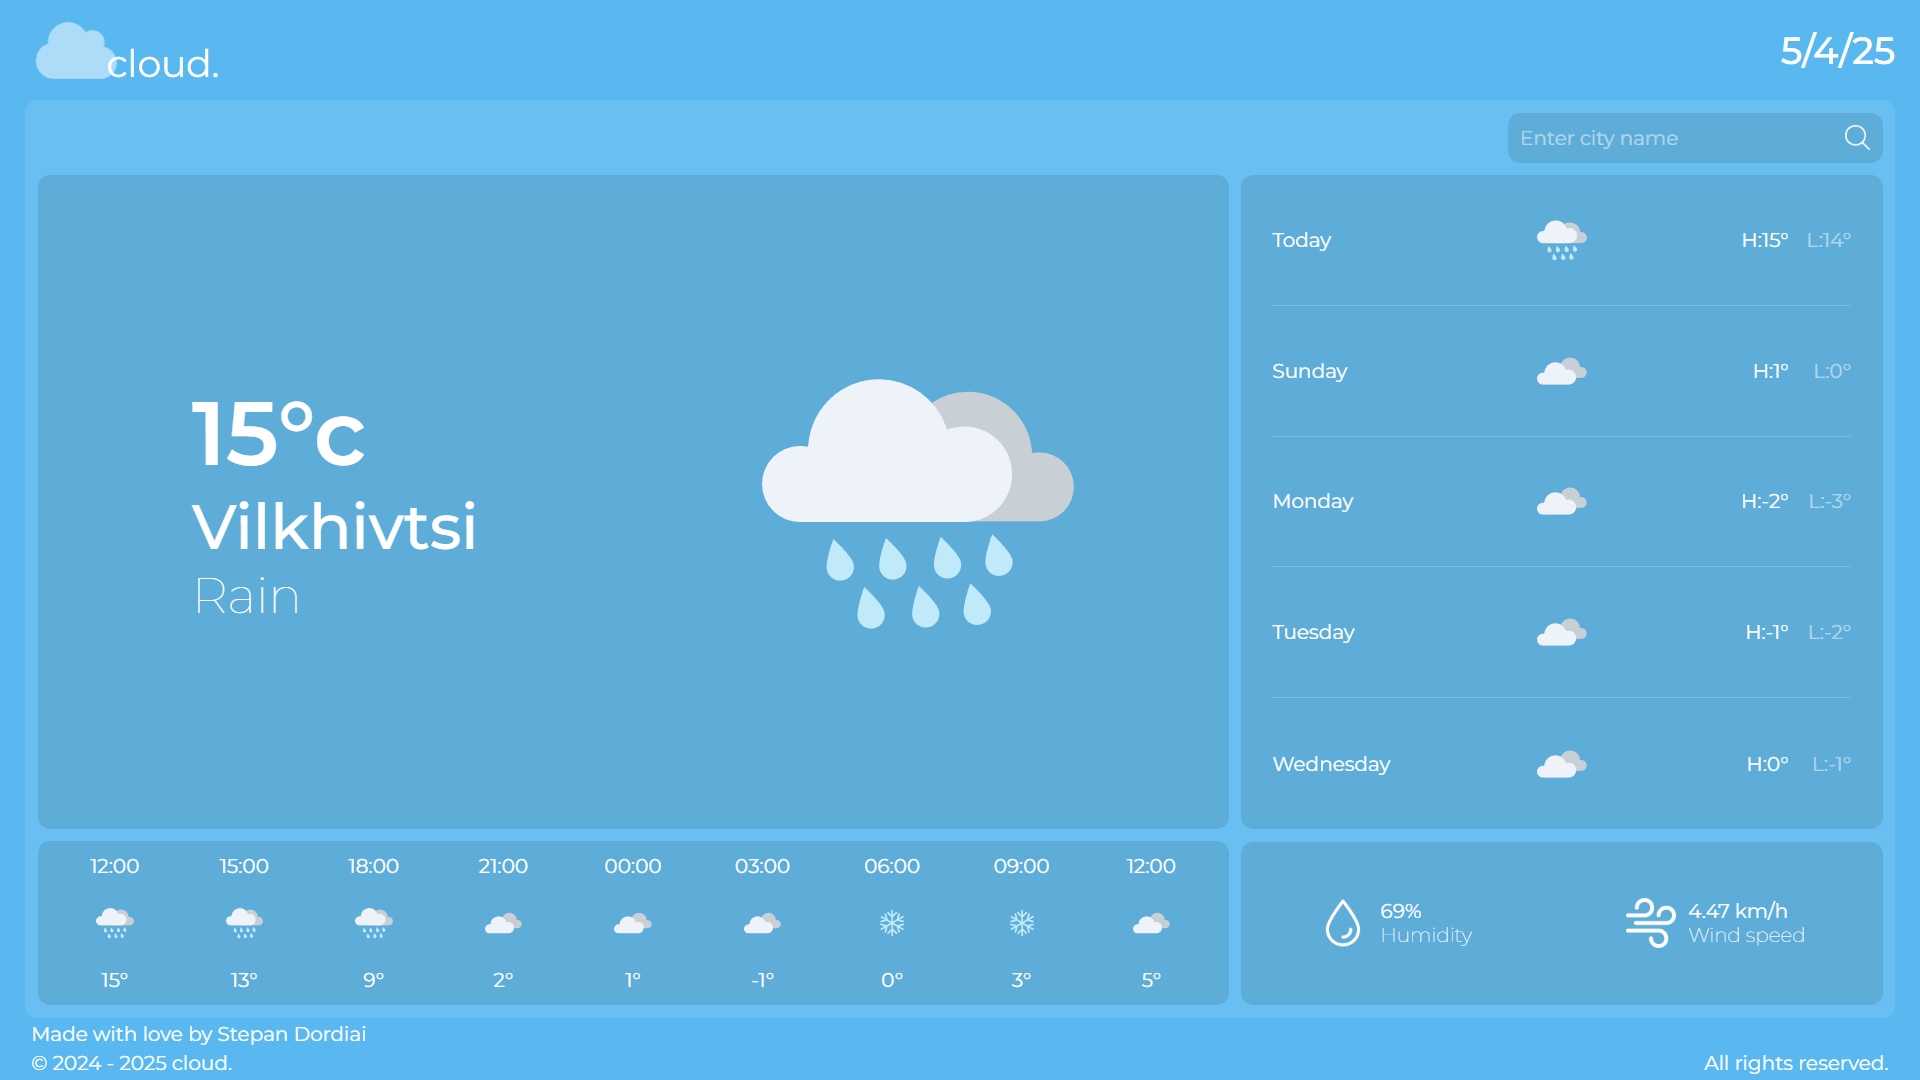 cloud.
5/4/25
Enter city name
15°c
Vilkhivtsi
Rain
Today H:15° L:14°
Sunday H:1° L:0°
Monday H:-2° L:-3°
Tuesday H:-1° L:-2°
Wednesday H:0° L:-1°
12:00 15:00 18:00 21:00 00:00 03:00 06:00 09:00 12:00
15° 13° 9° 2° 1° -1° 0° 3° 5°
69%
Humidity
4.47 km/h
Wind speed
Made with love by Stepan Dordiai
© 2024 - 2025 cloud.
All rights reserved.